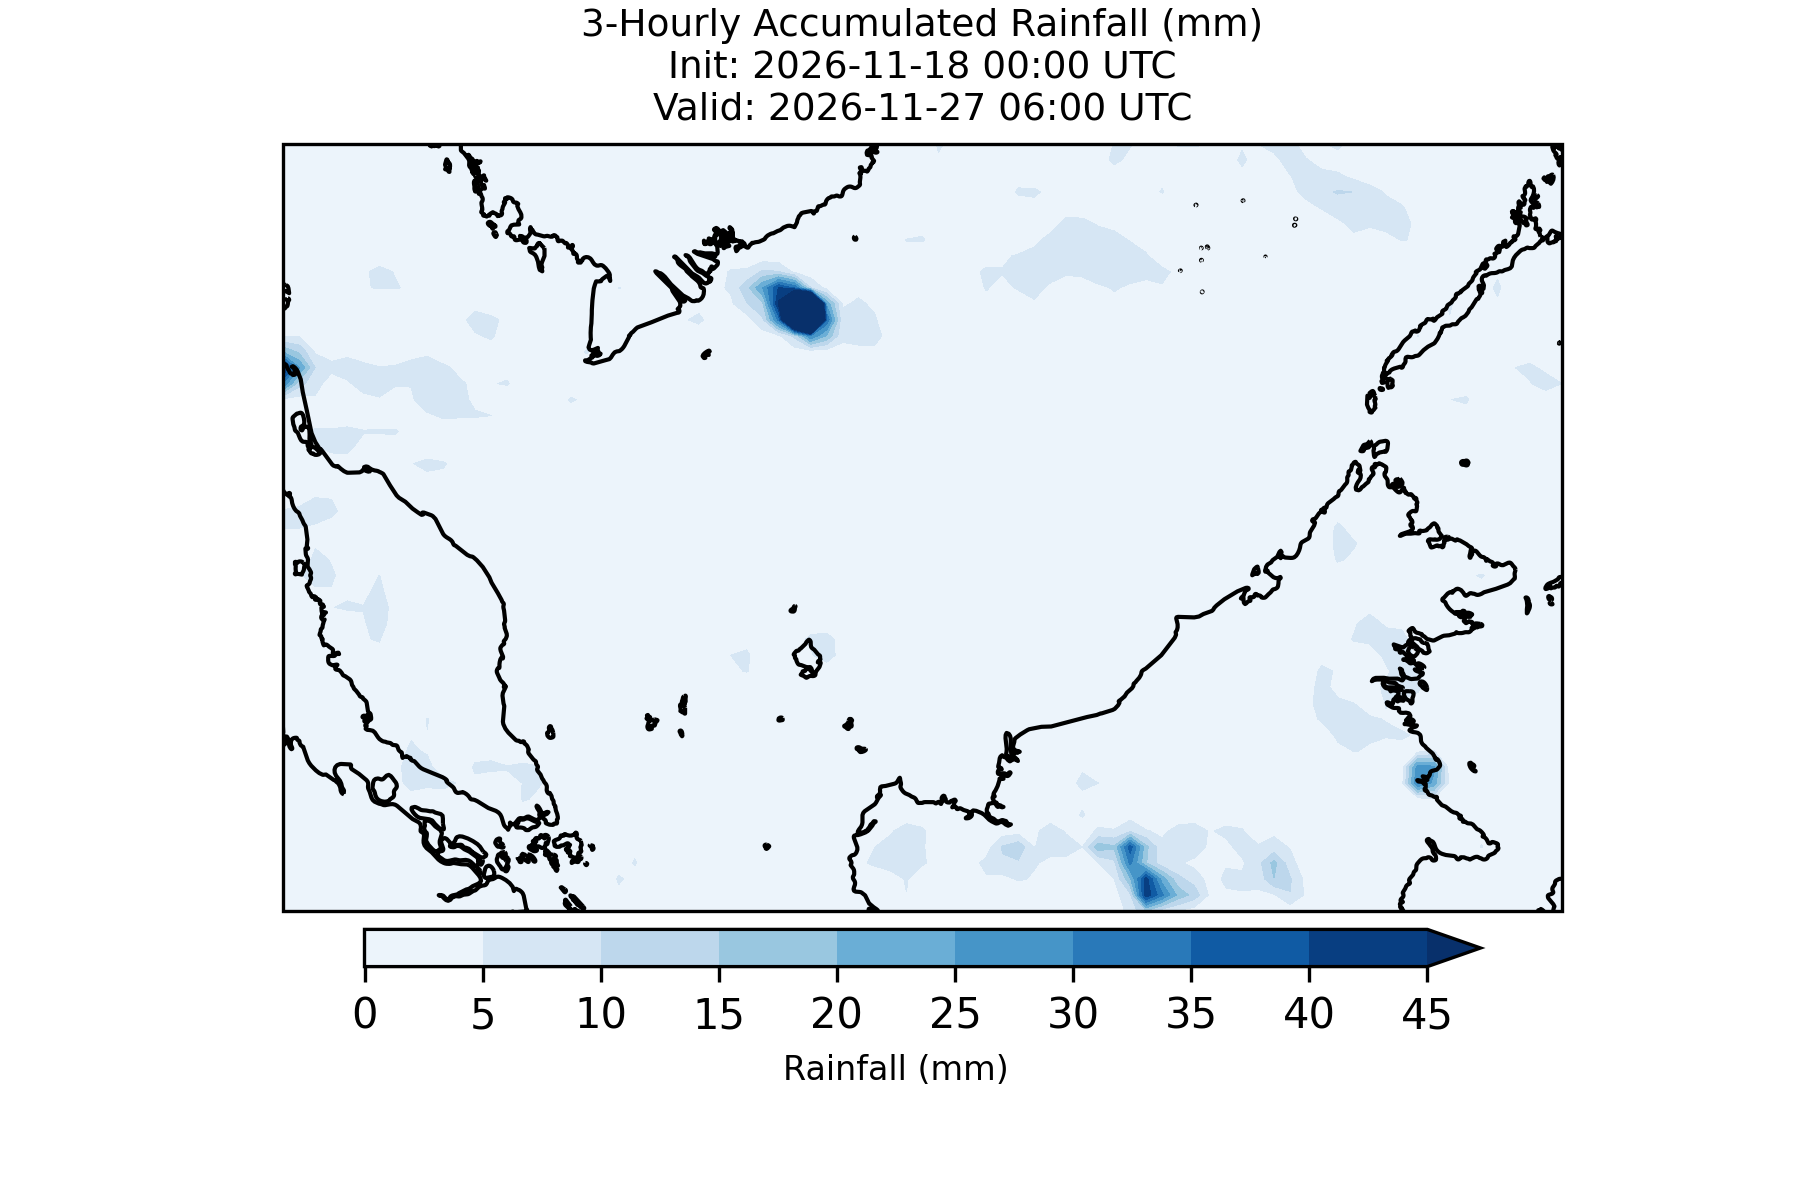 3-Hourly Accumulated Rainfall (mm)
Init: 2026-11-18 00:00 UTC
Valid: 2026-11-27 06:00 UTC
0 5 10 15 20 25 30 35 40 45
Rainfall (mm)